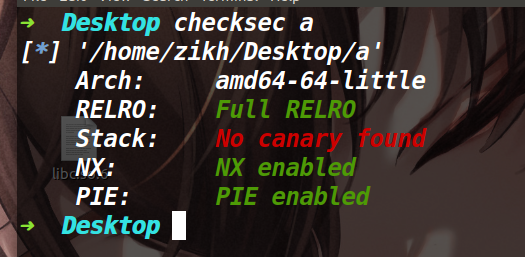 → Desktop checksec a
[*] '/home/zikh/Desktop/a'
Arch: amd64-64-little
RELRO: Full RELRO
Stack: No canary found
NX: NX enabled
PIE: PIE enabled
→ Desktop